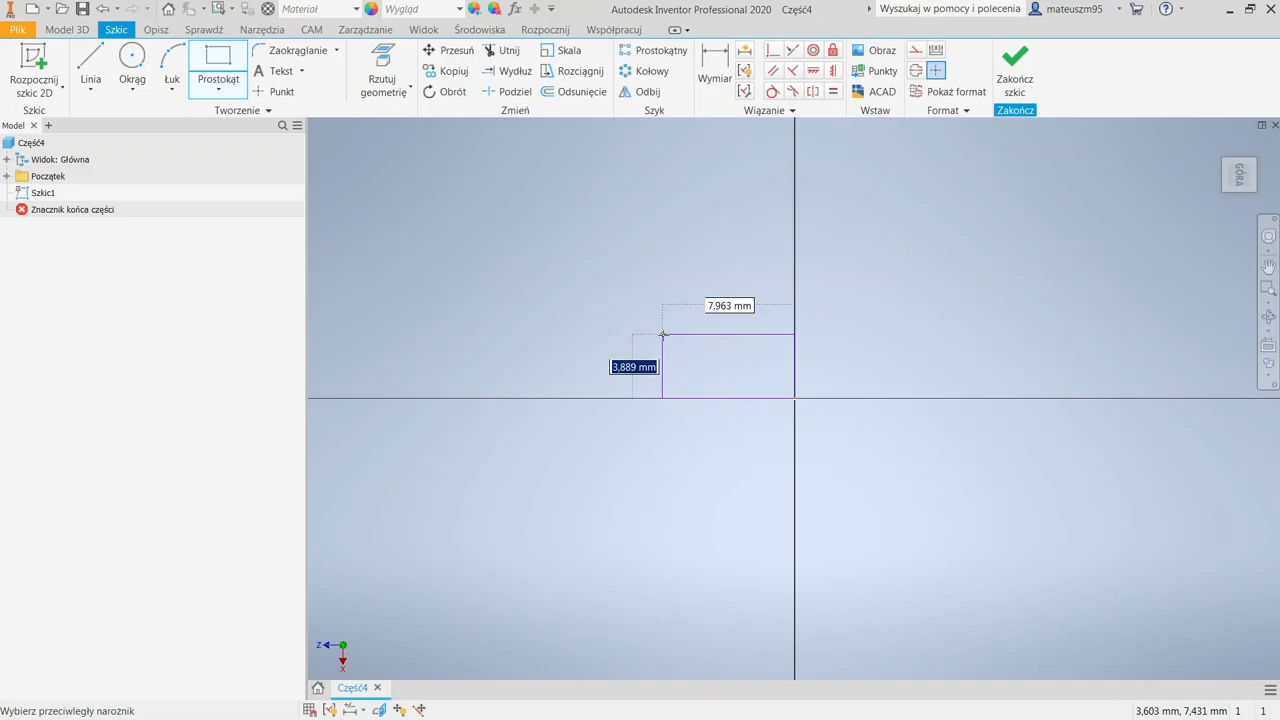 PRO
Materiał
Wygląd
Autodesk Inventor Professional 2020 Część4
Wyszukaj w pomocy i polecenia
mateuszm95
Plik
Model 3D
Szkic
Opisz
Sprawdź
Narzędzia
CAM
Zarządzanie
Widok
Środowiska
Rozpocznij
Współpracuj
Rozpocznij
szkic 2D
Linia
Okrąg
Łuk
Prostokąt
Zaokrąglanie
Tekst
Punkt
Rzutuj
geometrię
Przesuń
Kopiuj
Obrót
Utnij
Wydłuż
Podziel
Skala
Rozciągnij
Odsunięcie
Prostokątny
Kołowy
Odbij
Wymiar
Obraz
Punkty
ACAD
Pokaż format
Zakończ
szkic
Szkic
Tworzenie
Zmień
Szyk
Wiązanie
Wstaw
Format
Zakończ
Model
Część4
Widok: Główna
Początek
Szkic1
Znacznik końca części
GÓRA
7,963 mm
3,889 mm
Z
X
Część4
Wybierz przeciwległy narożnik
3,603 mm, 7,431 mm 1 1